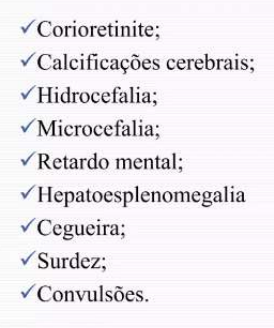 ✓Corioretinite;
✓Calcificações cerebrais;
✓Hidrocefalia;
✓Microcefalia;
✓Retardo mental;
✓Hepatoesplenomegalia
✓Cegueira;
✓Surdez;
✓Convulsões.